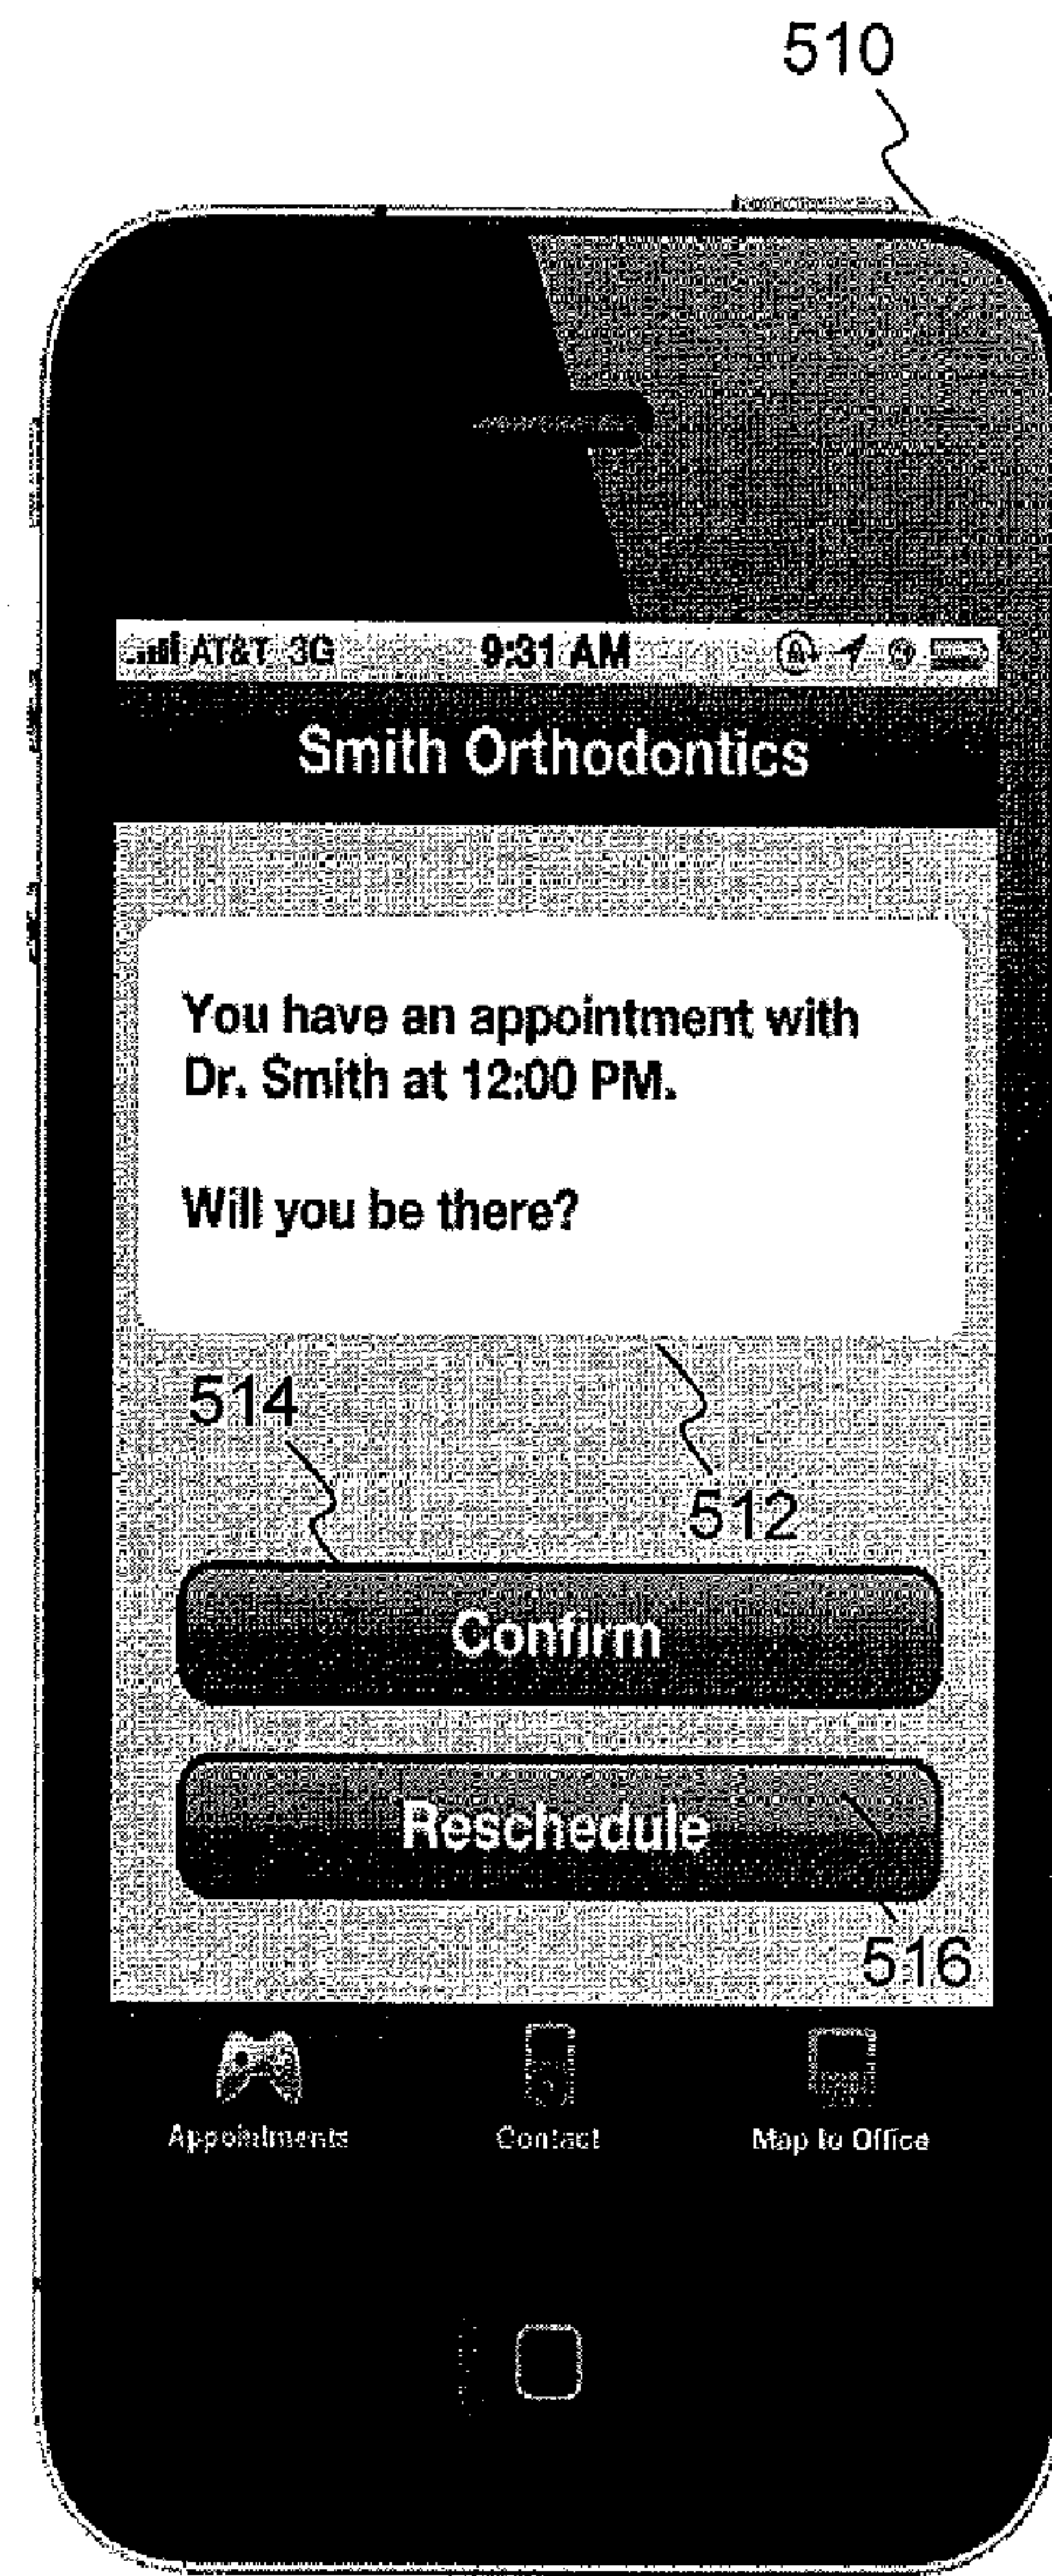 510
AT&T 3G 9:31 AM
Smith Orthodontics
You have an appointment with
Dr. Smith at 12:00 PM.
Will you be there?
514
512
Confirm
Reschedule
516
Appointments Contact Map to Office